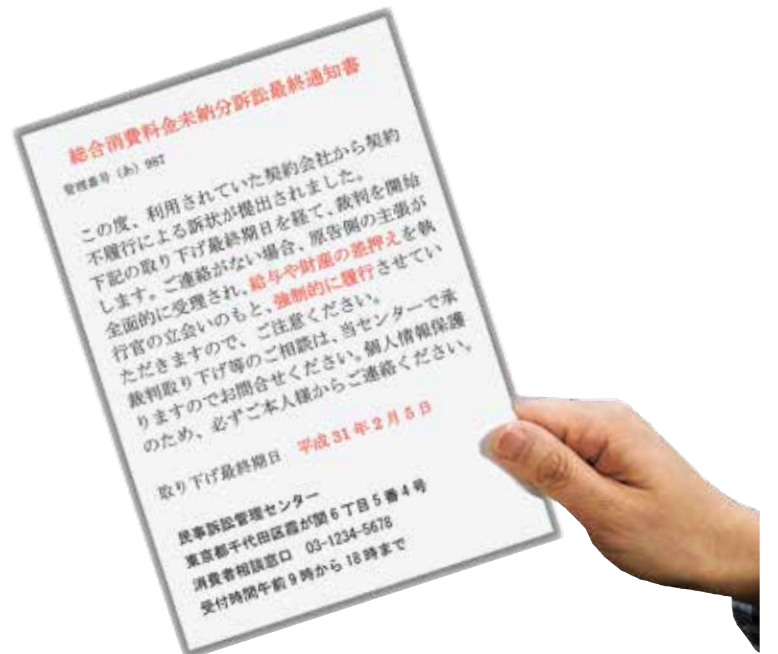 総合消費料金未納分訴訟最終通知書
管理番号 (あ) 987
この度、利用されていた契約会社から契約
不履行による訴状が提出されました。
下記の取り下げ最終期日を経て、裁判を開始
します。ご連絡がない場合、原告側の主張が
全面的に受理され、給与や財産の差押えを執
行官の立会いのもと、強制的に履行させてい
ただきますので、ご注意ください。
裁判取り下げ等のご相談は、当センターで承
りますのでお問合せください。個人情報保護
のため、必ずご本人様からご連絡ください。
取り下げ最終期日 平成31年2月5日
民事訴訟管理センター
東京都千代田区霞が関6丁目5番4号
消費者相談窓口 03-1234-5678
受付時間午前9時から18時まで